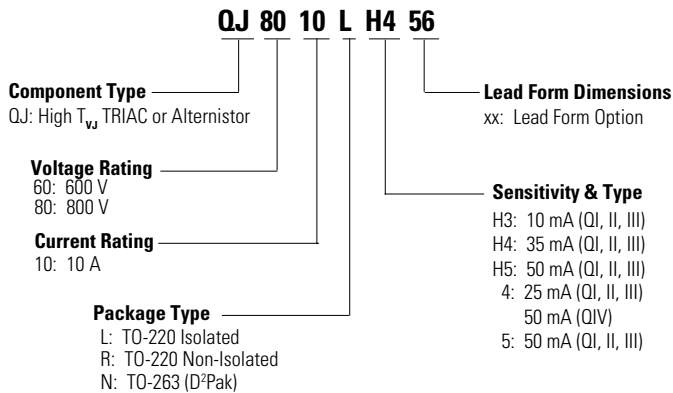 QJ 80 10 L H4 56
Component Type
QJ: High TVJ TRIAC or Alternistor
Voltage Rating
60: 600 V
80: 800 V
Current Rating
10: 10 A
Package Type
L: TO-220 Isolated
R: TO-220 Non-Isolated
N: TO-263 (D²Pak)
Lead Form Dimensions
xx: Lead Form Option
Sensitivity & Type
H3: 10 mA (QI, II, III)
H4: 35 mA (QI, II, III)
H5: 50 mA (QI, II, III)
4: 25 mA (QI, II, III)
50 mA (QIV)
5: 50 mA (QI, II, III)